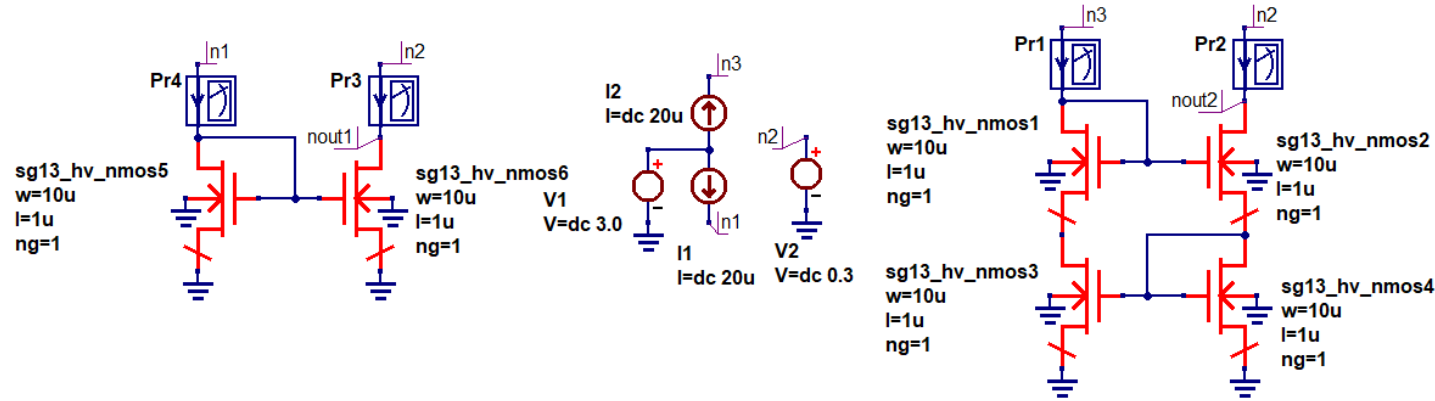 n1
n2
Pr4
Pr3
nout1
sg13_hv_nmos5
w=10u
l=1u
ng=1
sg13_hv_nmos6
w=10u
l=1u
ng=1
n3
I2
I=dc 20u
V1
V=dc 3.0
+
–
I1
I=dc 20u
n1
n2
+
–
V2
V=dc 0.3
n3
n2
Pr1
Pr2
nout2
sg13_hv_nmos1
w=10u
l=1u
ng=1
sg13_hv_nmos2
w=10u
l=1u
ng=1
sg13_hv_nmos3
w=10u
l=1u
ng=1
sg13_hv_nmos4
w=10u
l=1u
ng=1